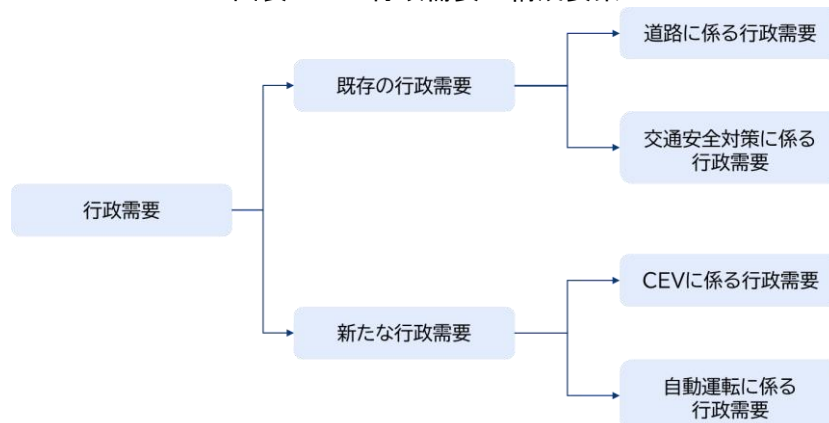 道路に係る行政需要
既存の行政需要
交通安全対策に係る
行政需要
行政需要
CEVに係る行政需要
新たな行政需要
自動運転に係る
行政需要